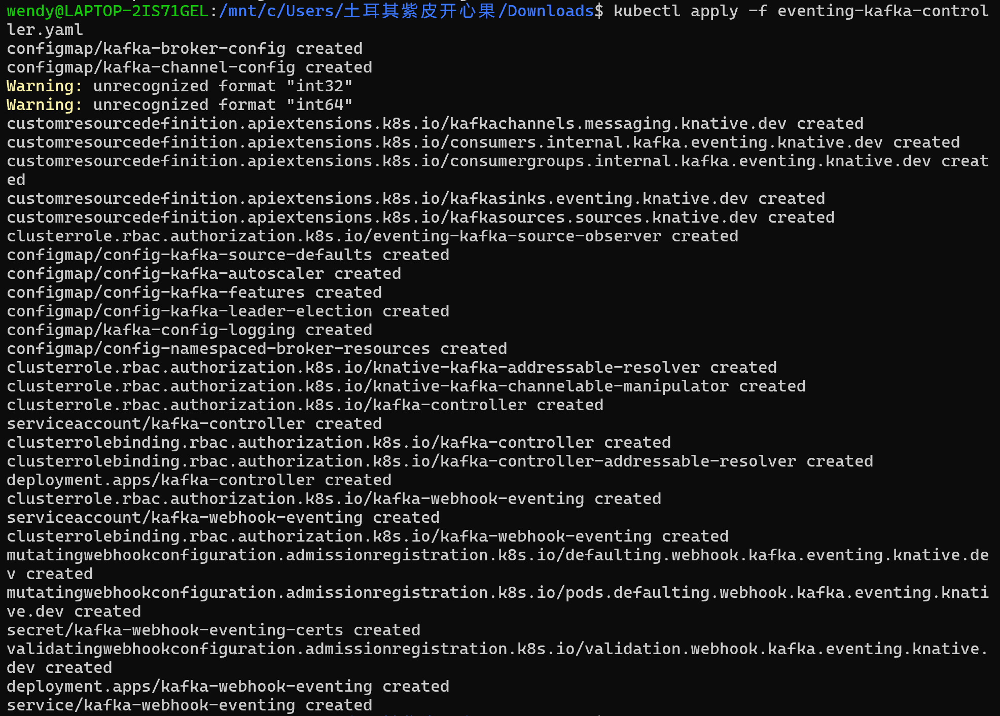 wendy@LAPTOP-2IS71GEL:/mnt/c/Users/土耳其紫皮开心果/Downloads$ kubectl apply -f eventing-kafka-control
ler.yaml
configmap/kafka-broker-config created
configmap/kafka-channel-config created
Warning: unrecognized format "int32"
Warning: unrecognized format "int64"
customresourcedefinition.apiextensions.k8s.io/kafkachannels.messaging.knative.dev created
customresourcedefinition.apiextensions.k8s.io/consumers.internal.kafka.eventing.knative.dev created
customresourcedefinition.apiextensions.k8s.io/consumergroups.internal.kafka.eventing.knative.dev creat
ed
customresourcedefinition.apiextensions.k8s.io/kafkasinks.eventing.knative.dev created
customresourcedefinition.apiextensions.k8s.io/kafkasources.sources.knative.dev created
clusterrole.rbac.authorization.k8s.io/eventing-kafka-source-observer created
configmap/config-kafka-source-defaults created
configmap/config-kafka-autoscaler created
configmap/config-kafka-features created
configmap/config-kafka-leader-election created
configmap/kafka-config-logging created
configmap/config-namespaced-broker-resources created
clusterrole.rbac.authorization.k8s.io/knative-kafka-addressable-resolver created
clusterrole.rbac.authorization.k8s.io/knative-kafka-channelable-manipulator created
clusterrole.rbac.authorization.k8s.io/kafka-controller created
serviceaccount/kafka-controller created
clusterrolebinding.rbac.authorization.k8s.io/kafka-controller created
clusterrolebinding.rbac.authorization.k8s.io/kafka-controller-addressable-resolver created
deployment.apps/kafka-controller created
clusterrole.rbac.authorization.k8s.io/kafka-webhook-eventing created
serviceaccount/kafka-webhook-eventing created
clusterrolebinding.rbac.authorization.k8s.io/kafka-webhook-eventing created
mutatingwebhookconfiguration.admissionregistration.k8s.io/defaulting.webhook.kafka.eventing.knative.de
v created
mutatingwebhookconfiguration.admissionregistration.k8s.io/pods.defaulting.webhook.kafka.eventing.knati
ve.dev created
secret/kafka-webhook-eventing-certs created
validatingwebhookconfiguration.admissionregistration.k8s.io/validation.webhook.kafka.eventing.knative.
dev created
deployment.apps/kafka-webhook-eventing created
service/kafka-webhook-eventing created